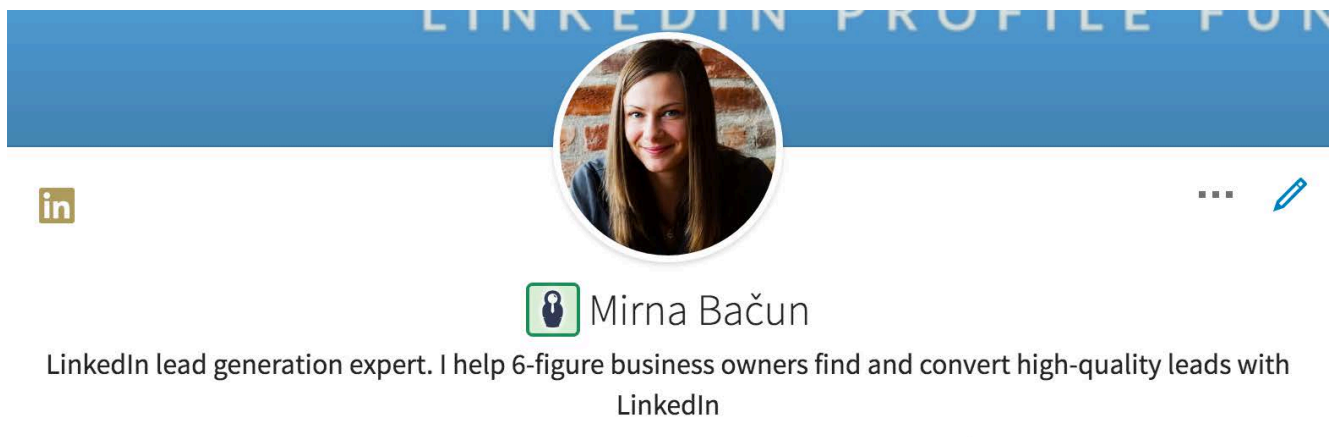 LINKEDIN PROFILE
in
Mirna Bačun
LinkedIn lead generation expert. I help 6-figure business owners find and convert high-quality leads with
LinkedIn